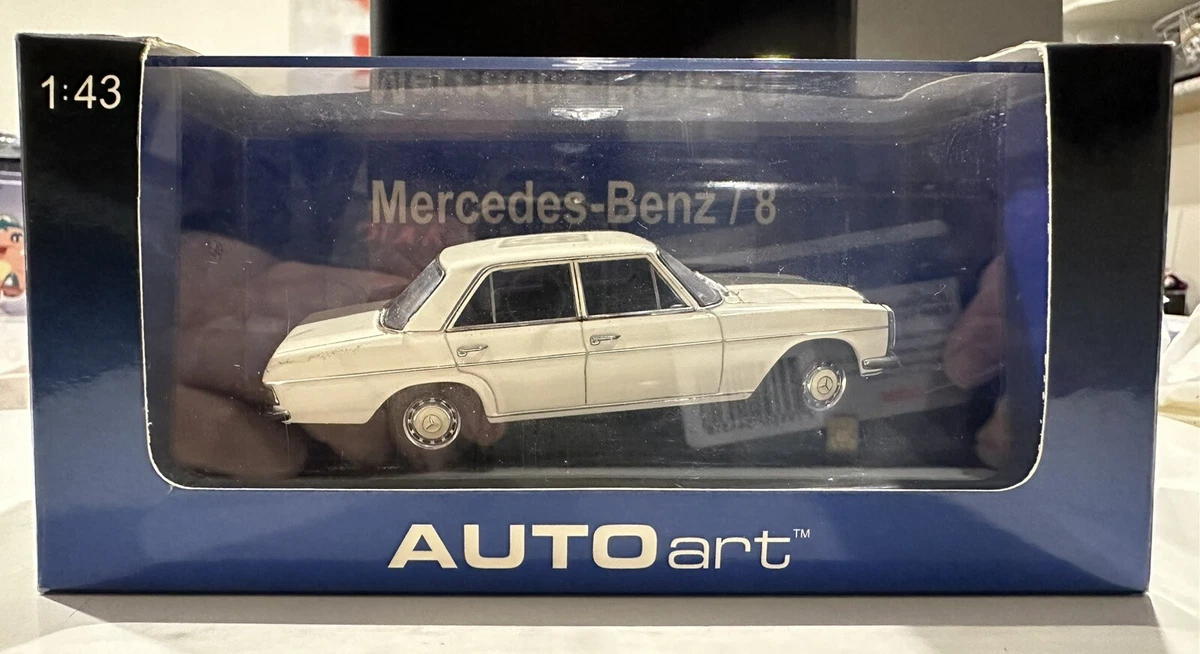 1:43
Mercedes-Benz / 8
AUTOart™